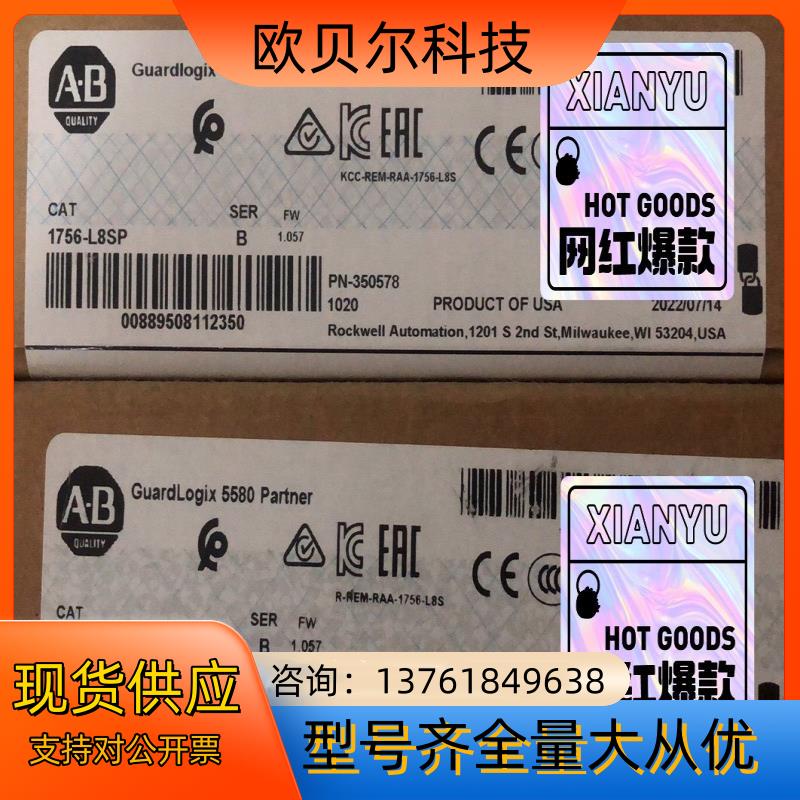 欧贝尔科技
A-B
QUALITY
Guardlogix
XIANYU
HOT GOODS
网红爆款
KCC-REM-RAA-1756-L8S
CAT
SER
FW
1756-L8SP
B
1.057
PN-350578
1020
PRODUCT OF USA
2022/07/14
00889508112350
Rockwell Automation,1201 S 2nd St,Milwaukee,WI 53204,USA
A-B
QUALITY
GuardLogix 5580 Partner
XIANYU
HOT GOODS
红爆款
R-REM-RAA-1756-L8S
CAT
SER
FW
B
1.057
现货供应
支持对公开票
咨询：13761849638
型号齐全量大从优